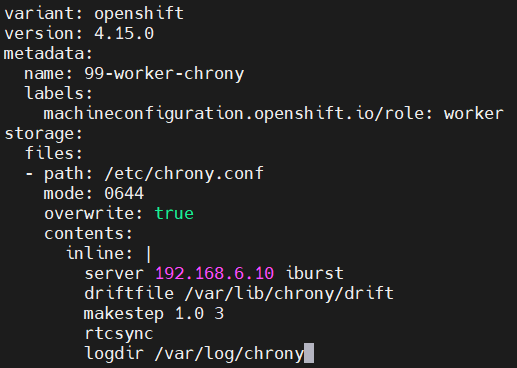 variant: openshift
version: 4.15.0
metadata:
  name: 99-worker-chrony
  labels:
    machineconfiguration.openshift.io/role: worker
storage:
  files:
  - path: /etc/chrony.conf
    mode: 0644
    overwrite: true
    contents:
      inline: |
        server 192.168.6.10 iburst
        driftfile /var/lib/chrony/drift
        makestep 1.0 3
        rtcsync
        logdir /var/log/chrony